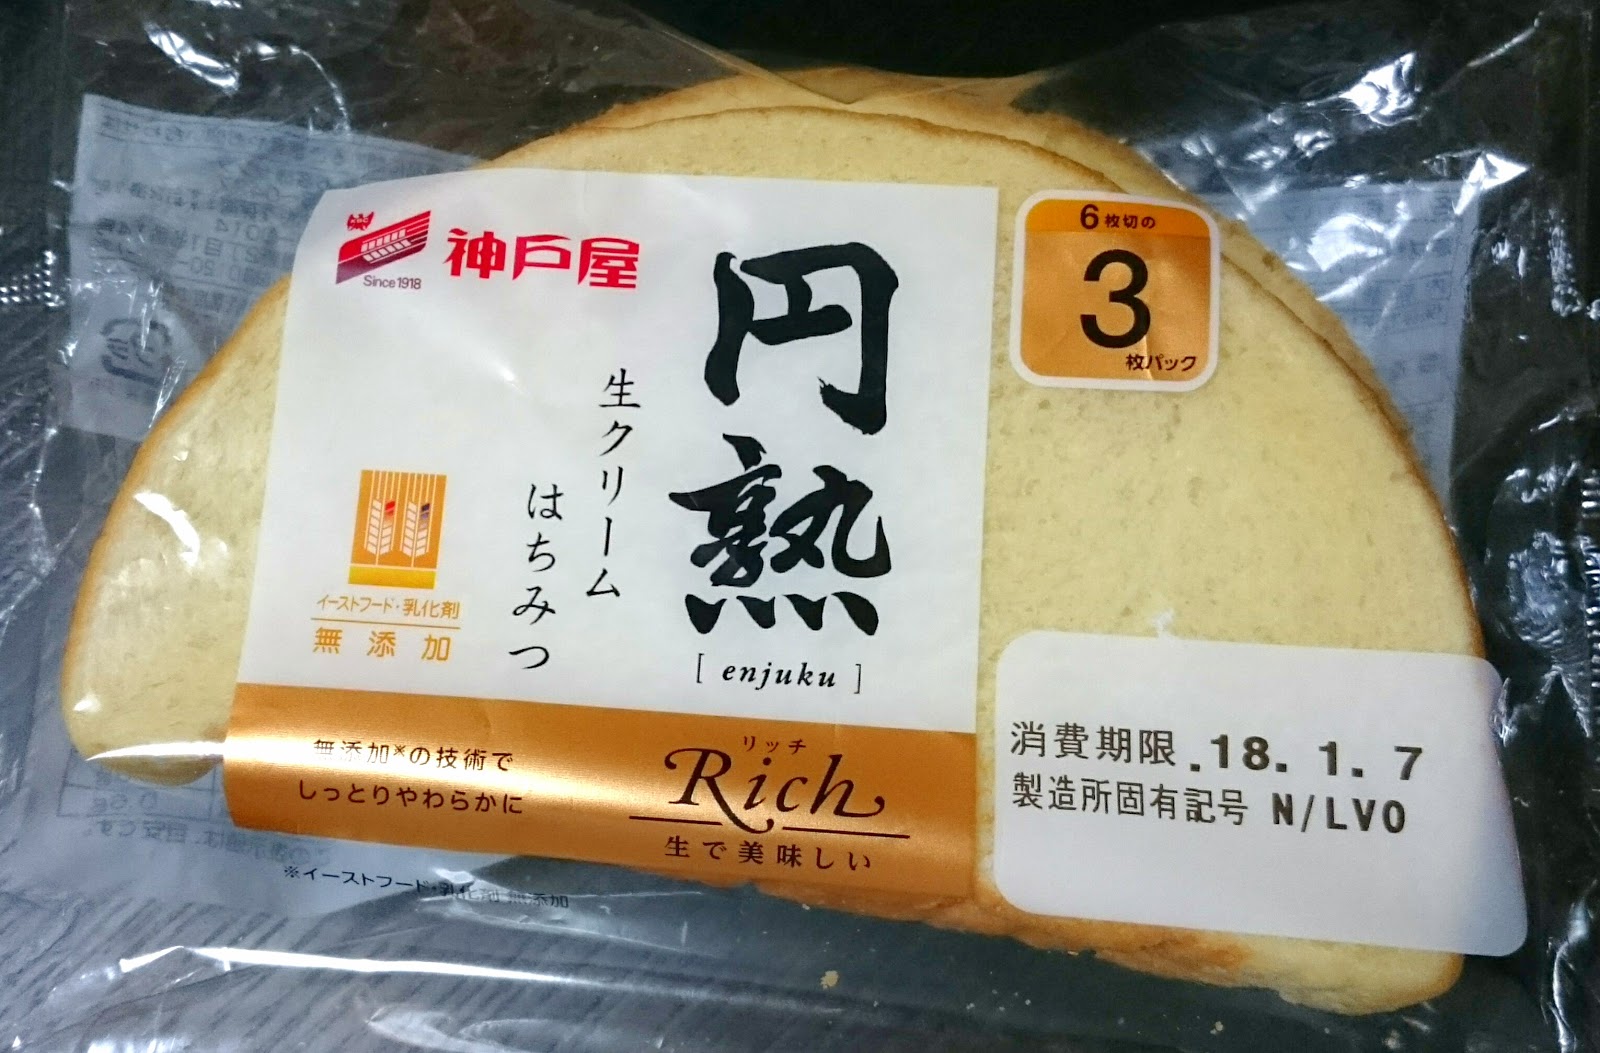 KBC
Since 1918
神戸屋
円熟
[ enjuku ]
生クリーム
はちみつ
イーストフード・乳化剤
無添加
6枚切の
3
枚パック
無添加※の技術で
しっとりやわらかに
リッチ
Rich
生で美味しい
※イーストフード・乳化剤 無添加
消費期限 .18. 1. 7
製造所固有記号 N/LV0